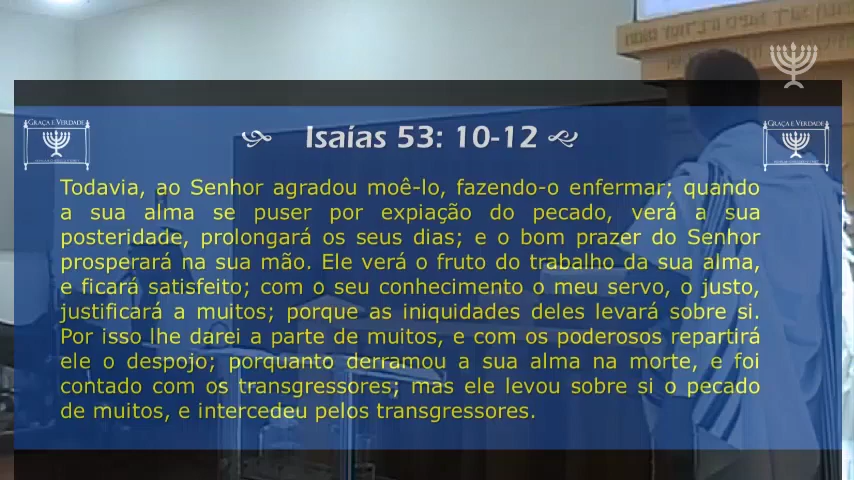 GRAÇA E VERDADE
GRAÇA E VERDADE
Isaías 53: 10-12
Todavia, ao Senhor agradou moê-lo, fazendo-o enfermar; quando
a sua alma se puser por expiação do pecado, verá a sua
posteridade, prolongará os seus dias; e o bom prazer do Senhor
prosperará na sua mão. Ele verá o fruto do trabalho da sua alma,
e ficará satisfeito; com o seu conhecimento o meu servo, o justo,
justificará a muitos; porque as iniquidades deles levará sobre si.
Por isso lhe darei a parte de muitos, e com os poderosos repartirá
ele o despojo; porquanto derramou a sua alma na morte, e foi
contado com os transgressores; mas ele levou sobre si o pecado
de muitos, e intercedeu pelos transgressores.